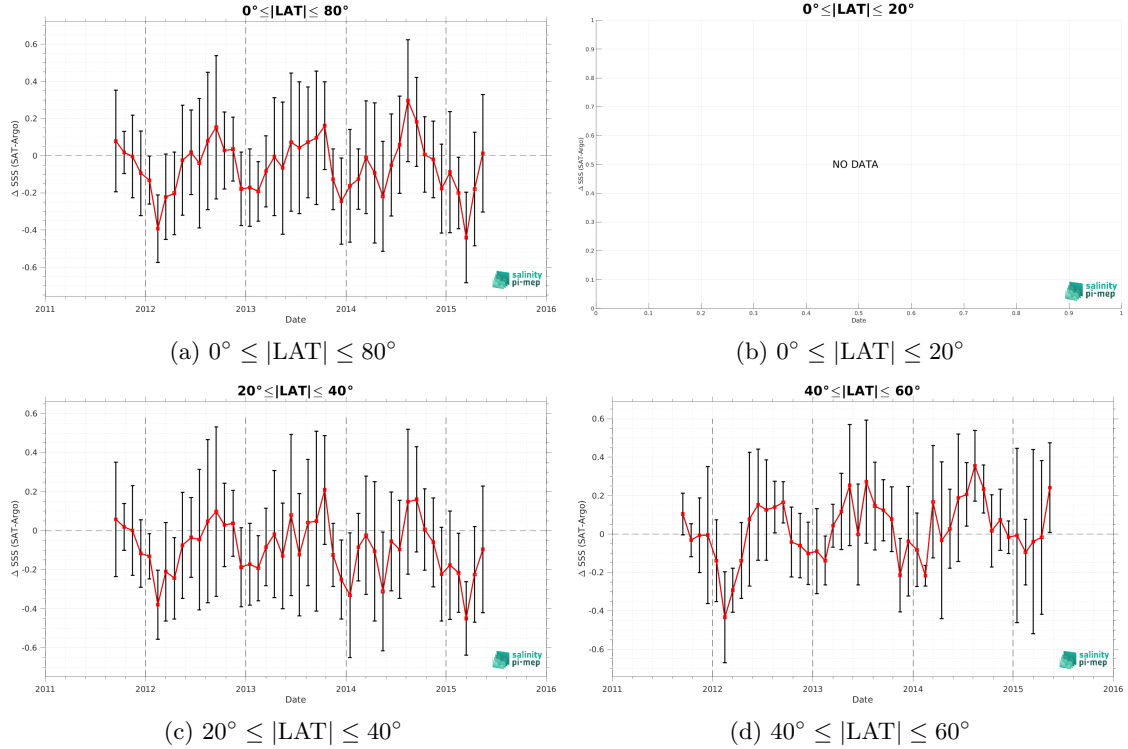 0°≤|LAT|≤ 80°
Δ SSS (SAT-Argo)
0.6
0.4
0.2
0
-0.2
-0.4
-0.6
2011 2012 2013 2014 2015 2016
Date
salinity
pi-mep
(a) 0° ≤ |LAT| ≤ 80°
0°≤|LAT|≤ 20°
Δ SSS (SAT-Argo)
1
0.9
0.8
0.7
0.6
0.5
0.4
0.3
0.2
0.1
0
NO DATA
0 0.1 0.2 0.3 0.4 0.5 0.6 0.7 0.8 0.9 1
Date
salinity
pi-mep
(b) 0° ≤ |LAT| ≤ 20°
20°≤|LAT|≤ 40°
Δ SSS (SAT-Argo)
0.6
0.4
0.2
0
-0.2
-0.4
-0.6
2011 2012 2013 2014 2015 2016
Date
salinity
pi-mep
(c) 20° ≤ |LAT| ≤ 40°
40°≤|LAT|≤ 60°
Δ SSS (SAT-Argo)
0.6
0.4
0.2
0
-0.2
-0.4
-0.6
2011 2012 2013 2014 2015 2016
Date
salinity
pi-mep
(d) 40° ≤ |LAT| ≤ 60°